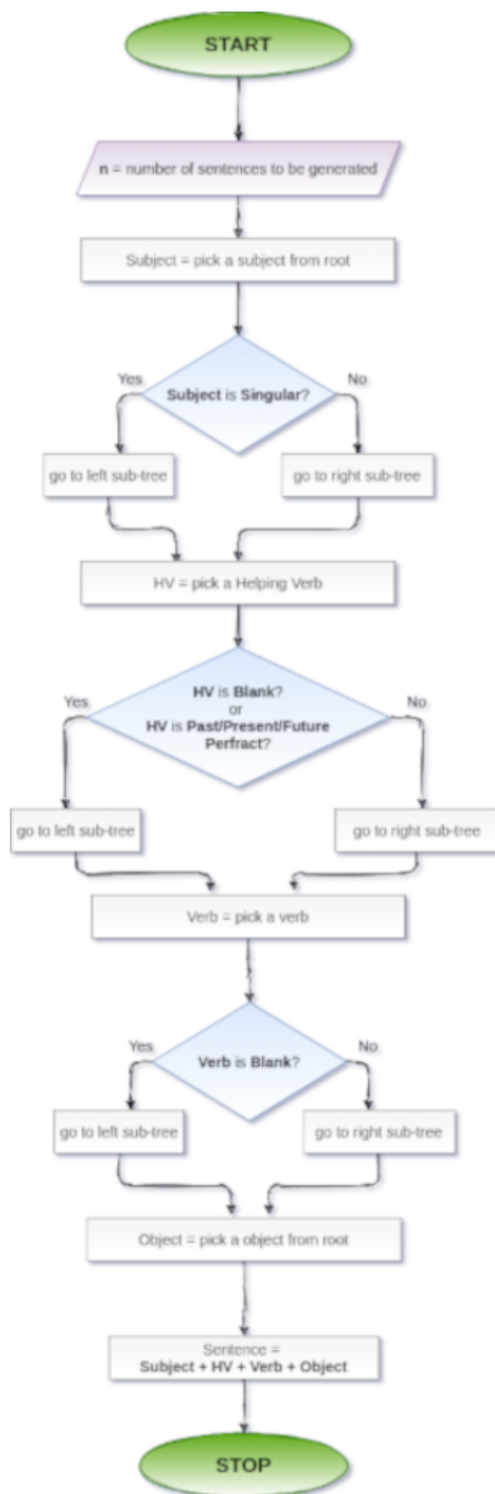 START
n = number of sentences to be generated
Subject = pick a subject from root
Yes
No
Subject is Singular?
go to left sub-tree
go to right sub-tree
HV = pick a Helping Verb
HV is Blank?
Yes
No
or
HV is Past/Present/Future
Perfract?
go to left sub-tree
go to right sub-tree
Verb = pick a verb
Yes
No
Verb is Blank?
go to left sub-tree
go to right sub-tree
Object = pick a object from root
Sentence =
Subject + HV + Verb + Object
STOP